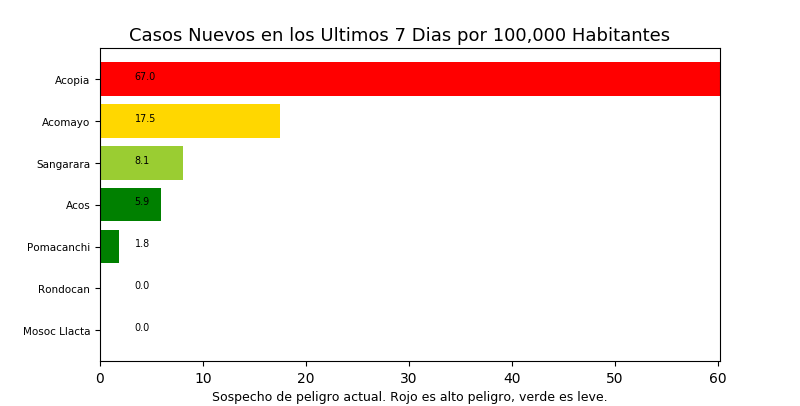 Casos Nuevos en los Ultimos 7 Dias por 100,000 Habitantes
Acopia 67.0
Acomayo 17.5
Sangarara 8.1
Acos 5.9
Pomacanchi 1.8
Rondocan 0.0
Mosoc Llacta 0.0
0 10 20 30 40 50 60
Sospecho de peligro actual. Rojo es alto peligro, verde es leve.